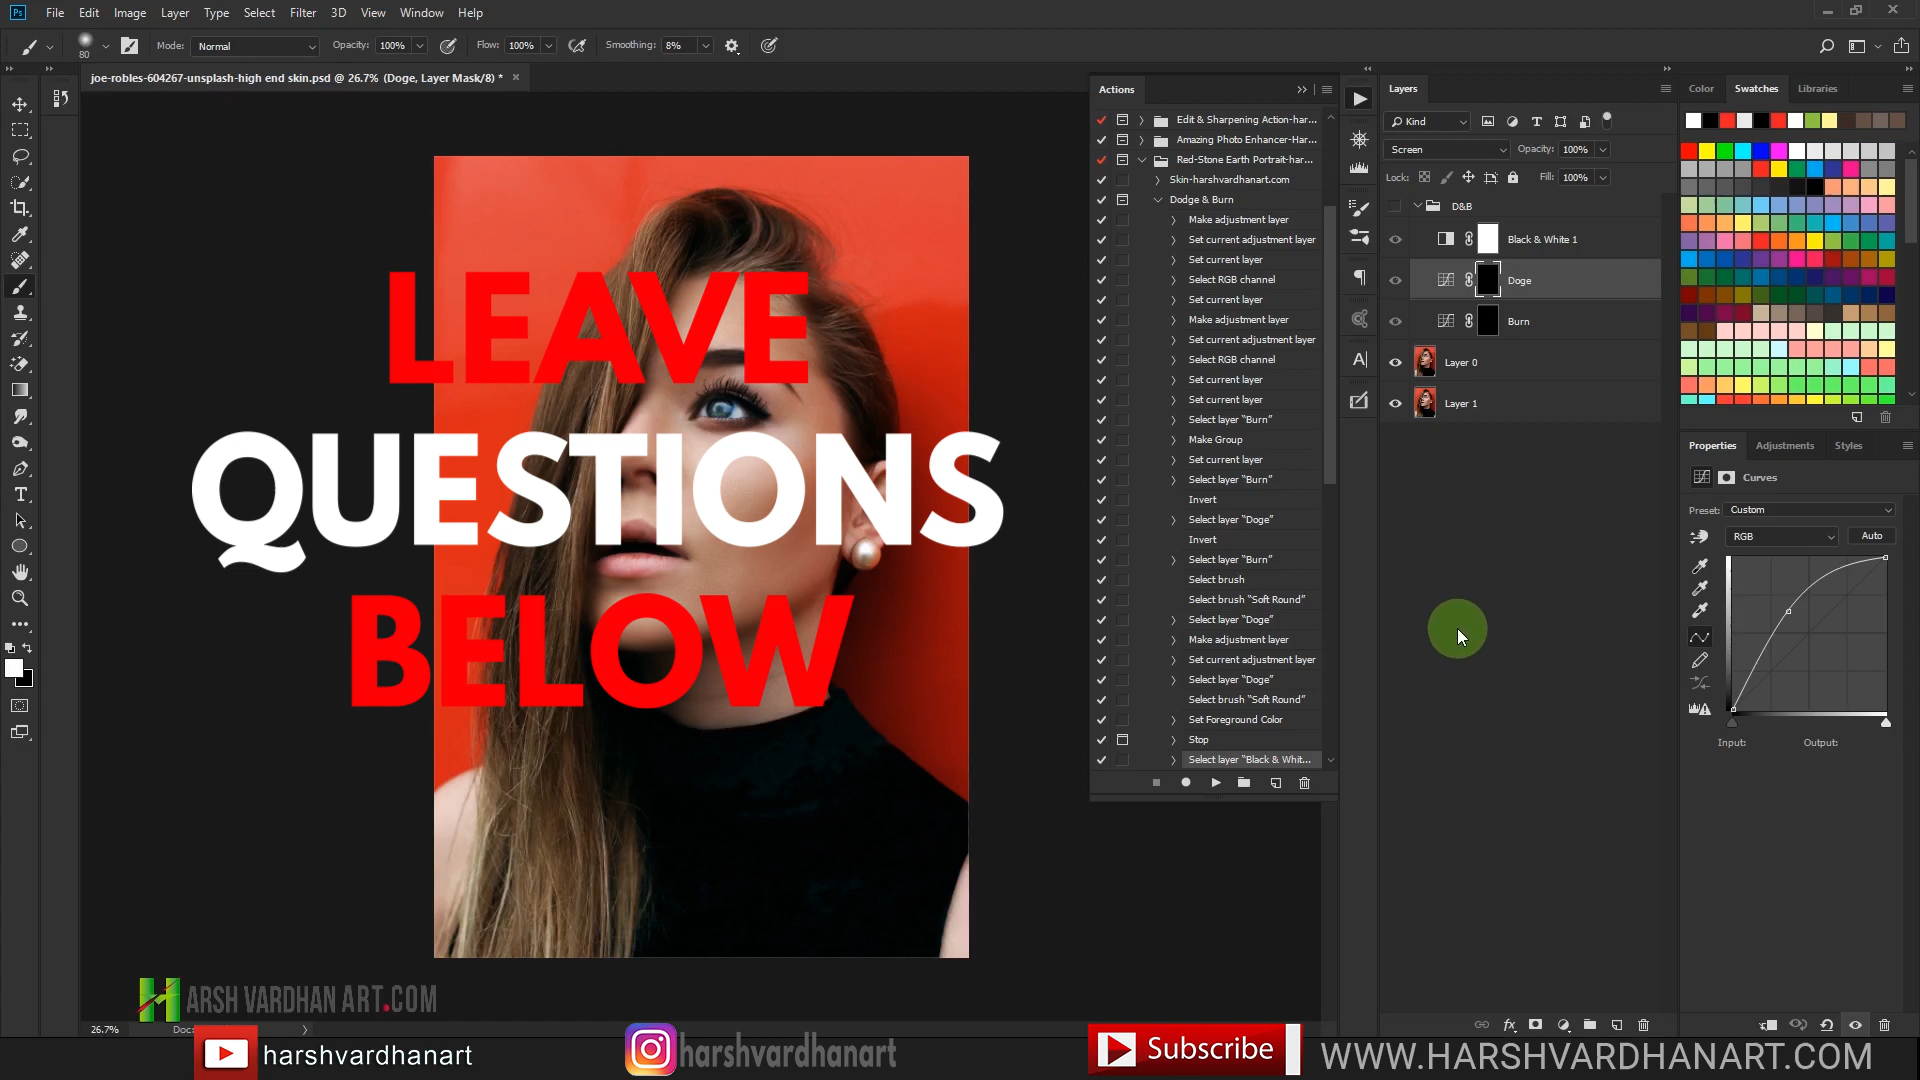 Ps File Edit Image Layer Type Select Filter 3D View Window Help
80 Mode: Normal Opacity: 100% Flow: 100% Smoothing: 8%
joe-robles-604267-unsplash-high end skin.psd @ 26.7% (Doge, Layer Mask/8) * ×
LEAVE
QUESTIONS
BELOW
Actions
Edit & Sharpening Action-har...
Amazing Photo Enhancer-Har...
Red-Stone Earth Portrait-har...
Skin-harshvardhanart.com
Dodge & Burn
Make adjustment layer
Set current adjustment layer
Set current layer
Select RGB channel
Set current layer
Make adjustment layer
Set current adjustment layer
Select RGB channel
Set current layer
Set current layer
Select layer "Burn"
Make Group
Set current layer
Select layer "Burn"
Invert
Select layer "Doge"
Invert
Select layer "Burn"
Select brush
Select brush "Soft Round"
Select layer "Doge"
Make adjustment layer
Set current adjustment layer
Select layer "Doge"
Select brush "Soft Round"
Set Foreground Color
Stop
Select layer "Black & Whit...
Layers
Kind
Screen Opacity: 100%
Lock: Fill: 100%
D&B
Black & White 1
Doge
Burn
Layer 0
Layer 1
Color Swatches Libraries
Properties Adjustments Styles
Curves
Preset: Custom
RGB Auto
Input: Output:
HARSH VARDHAN ART.COM
26.7% Doc:
harshvardhanart
harshvardhanart
Subscribe
WWW.HARSHVARDHANART.COM